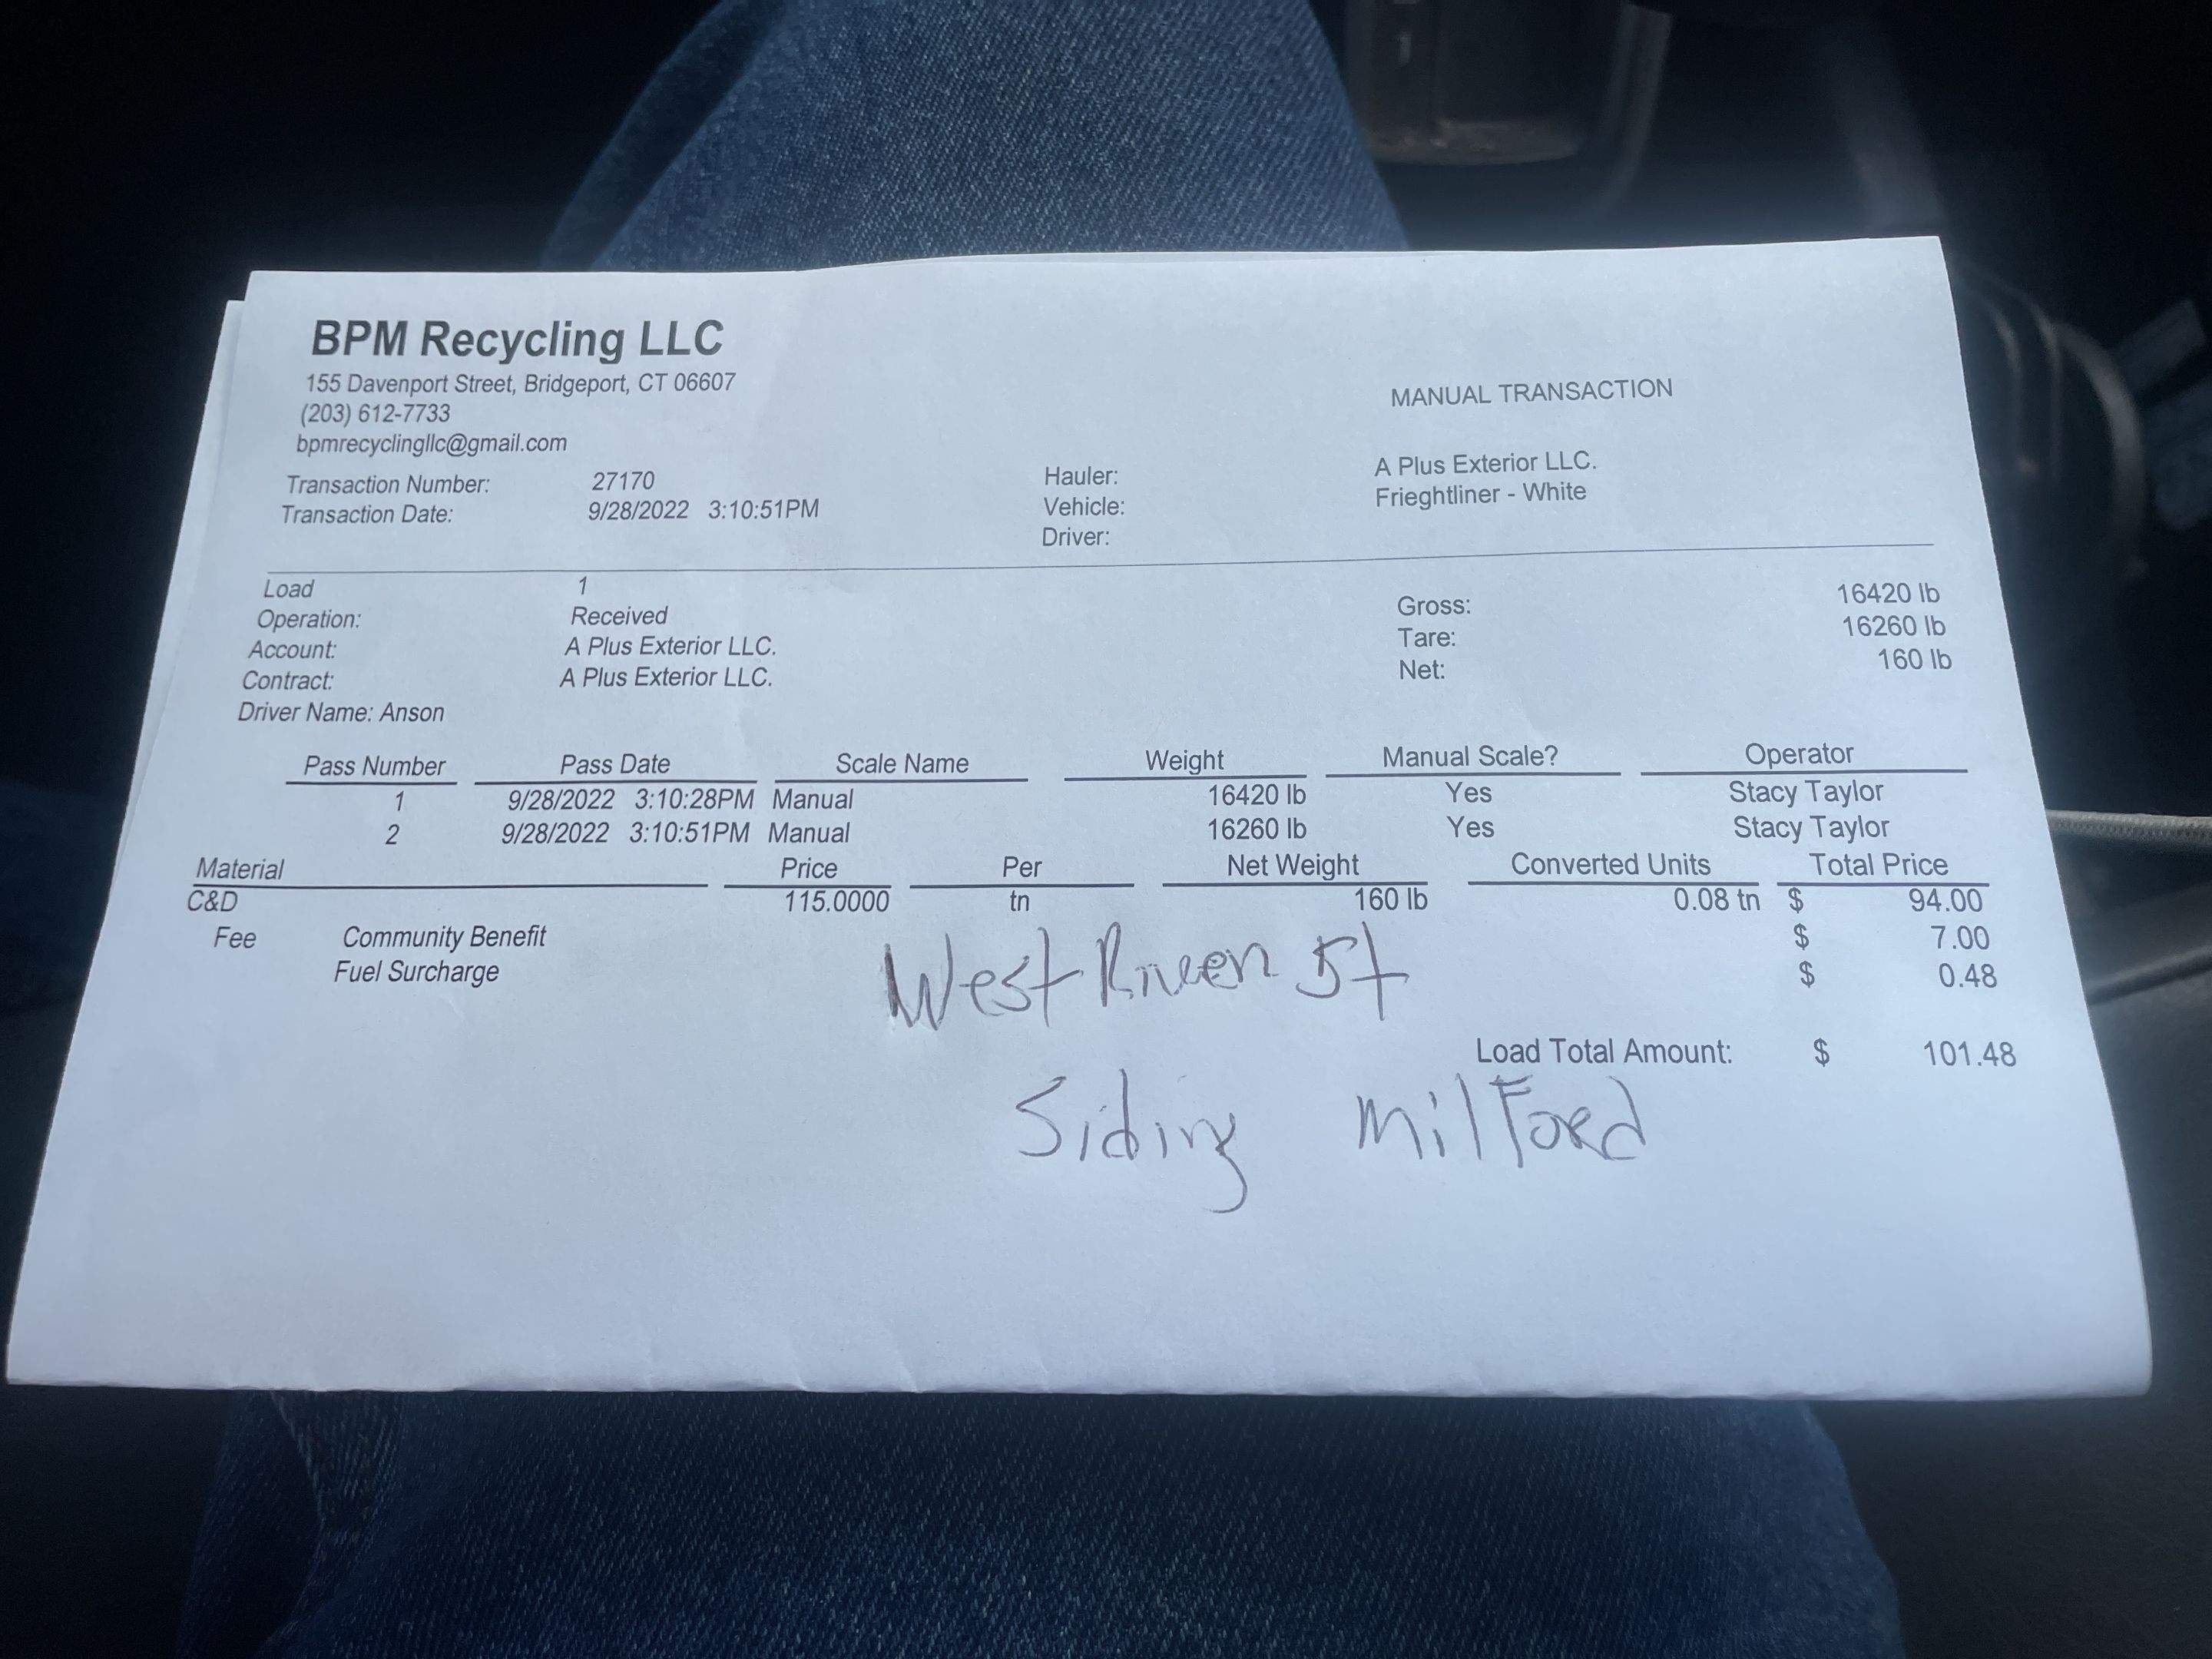 BPM Recycling LLC
155 Davenport Street, Bridgeport, CT 06607
(203) 612-7733
bpmrecyclingllc@gmail.com
MANUAL TRANSACTION
Transaction Number: 27170
Transaction Date: 9/28/2022 3:10:51PM
Hauler: A Plus Exterior LLC.
Vehicle: Frieghtliner - White
Driver:
Load 1
Operation: Received
Account: A Plus Exterior LLC.
Contract: A Plus Exterior LLC.
Driver Name: Anson
Gross: 16420 lb
Tare: 16260 lb
Net: 160 lb
Pass Number Pass Date Scale Name Weight Manual Scale? Operator
1 9/28/2022 3:10:28PM Manual 16420 lb Yes Stacy Taylor
2 9/28/2022 3:10:51PM Manual 16260 lb Yes Stacy Taylor
Material Price Per Net Weight Converted Units Total Price
C&D 115.0000 tn 160 lb 0.08 tn $ 94.00
Fee Community Benefit $ 7.00
Fuel Surcharge $ 0.48
West River St
Load Total Amount: $ 101.48
Siding Milford